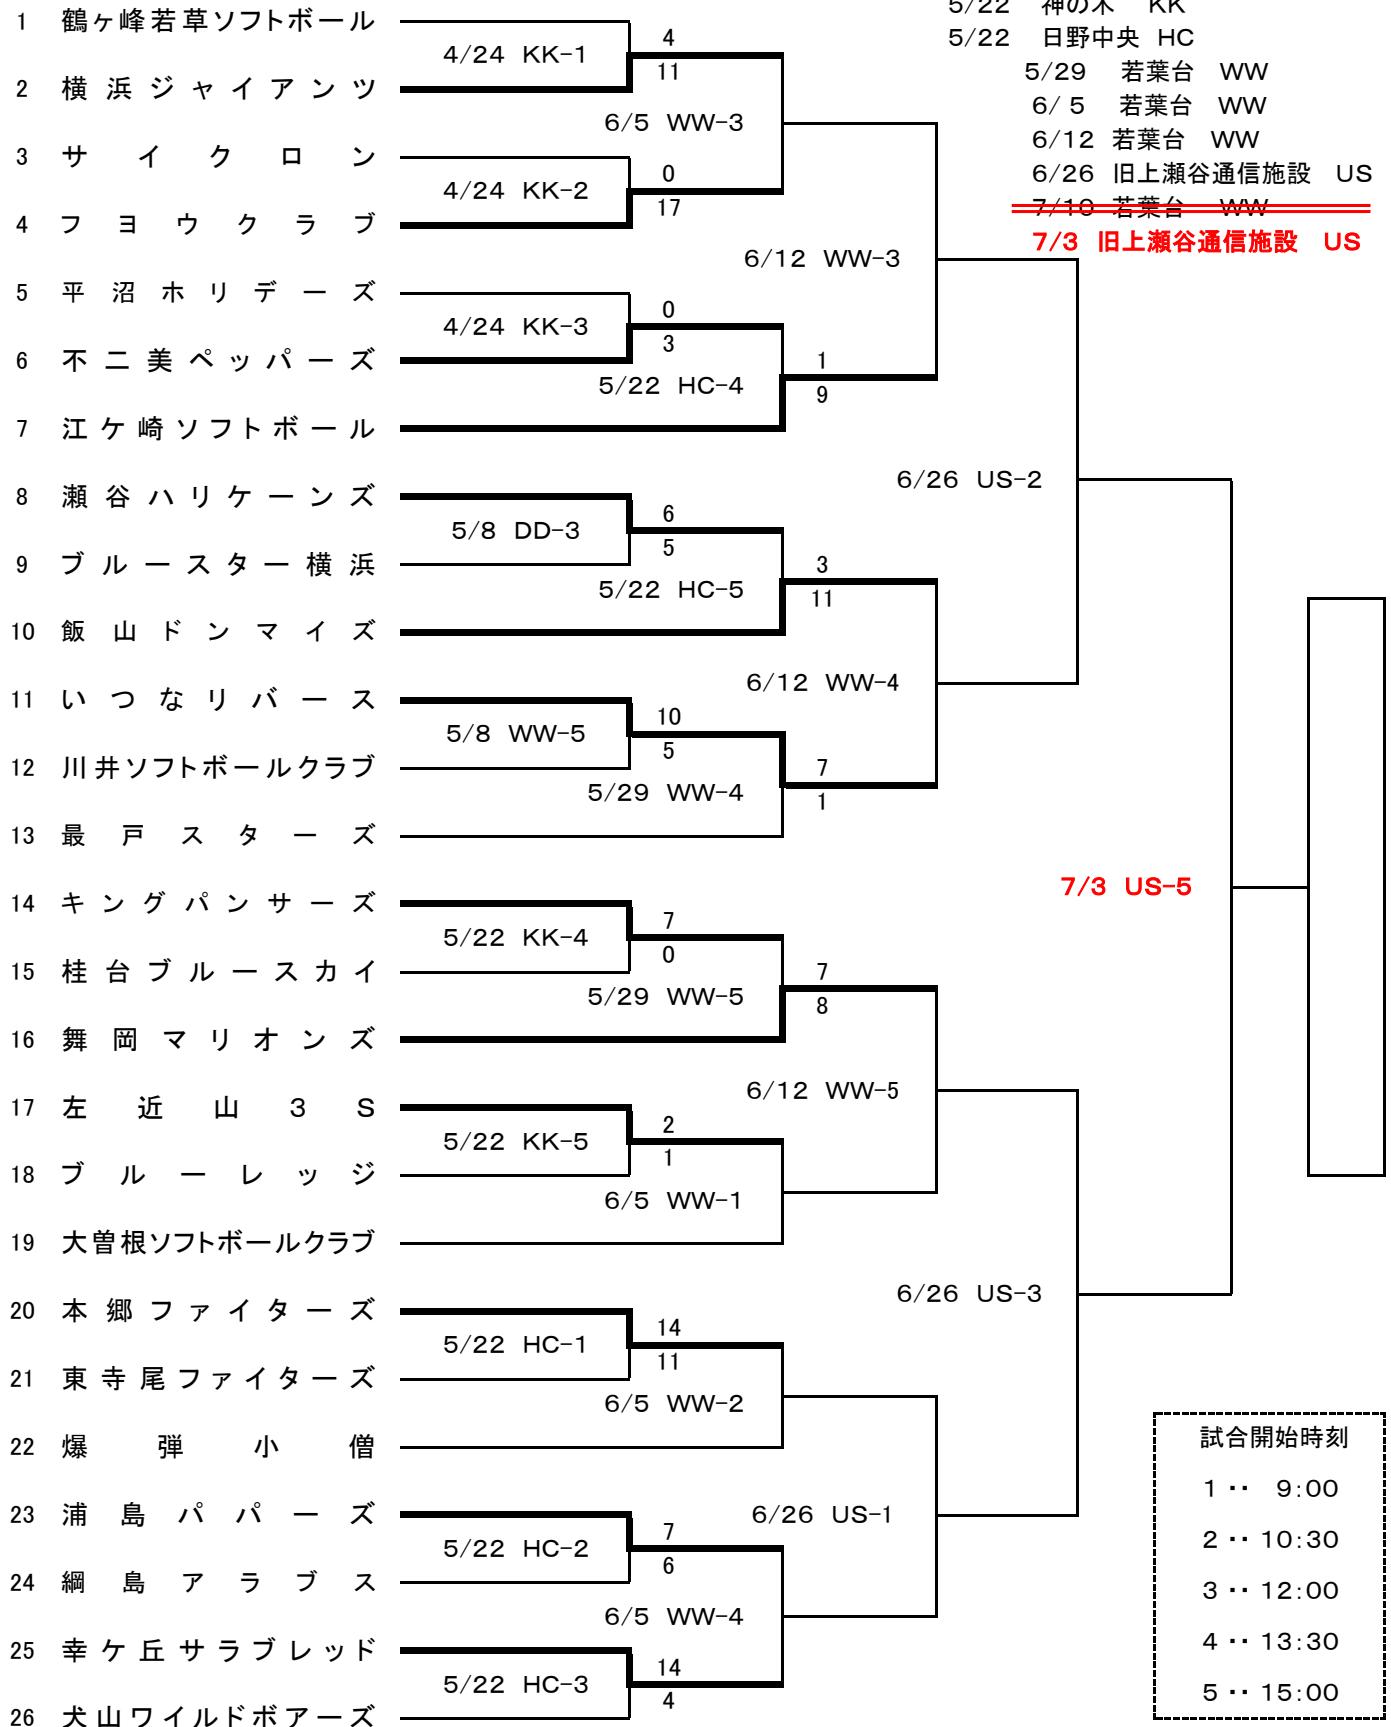 5/22 神の木 KK
5/22 日野中央 HC
5/29 若葉台 WW
6/ 5 若葉台 WW
6/12 若葉台 WW
6/26 旧上瀬谷通信施設 US
7/10 若葉台 WW
7/3 旧上瀬谷通信施設 US
1 鶴ヶ峰若草ソフトボール
4/24 KK-1
4
11
2 横浜ジャイアンツ
6/5 WW-3
3 サイクロン
4/24 KK-2
0
17
4 フヨウクラブ
6/12 WW-3
5 平沼ホリデーズ
4/24 KK-3
0
3
6 不二美ペッパーズ
5/22 HC-4
1
9
7 江ケ崎ソフトボール
6/26 US-2
8 瀬谷ハリケーンズ
5/8 DD-3
6
5
9 ブルースター横浜
5/22 HC-5
3
11
10 飯山ドンマイズ
6/12 WW-4
11 いつなリバース
5/8 WW-5
10
5
12 川井ソフトボールクラブ
5/29 WW-4
7
1
13 最戸スターズ
7/3 US-5
14 キングパンサーズ
5/22 KK-4
7
0
15 桂台ブルースカイ
5/29 WW-5
7
8
16 舞岡マリオンズ
6/12 WW-5
17 左近山3S
5/22 KK-5
2
1
18 ブルーレッジ
6/5 WW-1
19 大曽根ソフトボールクラブ
6/26 US-3
20 本郷ファイターズ
5/22 HC-1
14
11
21 東寺尾ファイターズ
6/5 WW-2
22 爆弾小僧
6/26 US-1
23 浦島パパーズ
5/22 HC-2
7
6
24 綱島アラブス
6/5 WW-4
25 幸ケ丘サラブレッド
5/22 HC-3
14
4
26 犬山ワイルドボアーズ
試合開始時刻
1 ‥ 9:00
2 ‥ 10:30
3 ‥ 12:00
4 ‥ 13:30
5 ‥ 15:00